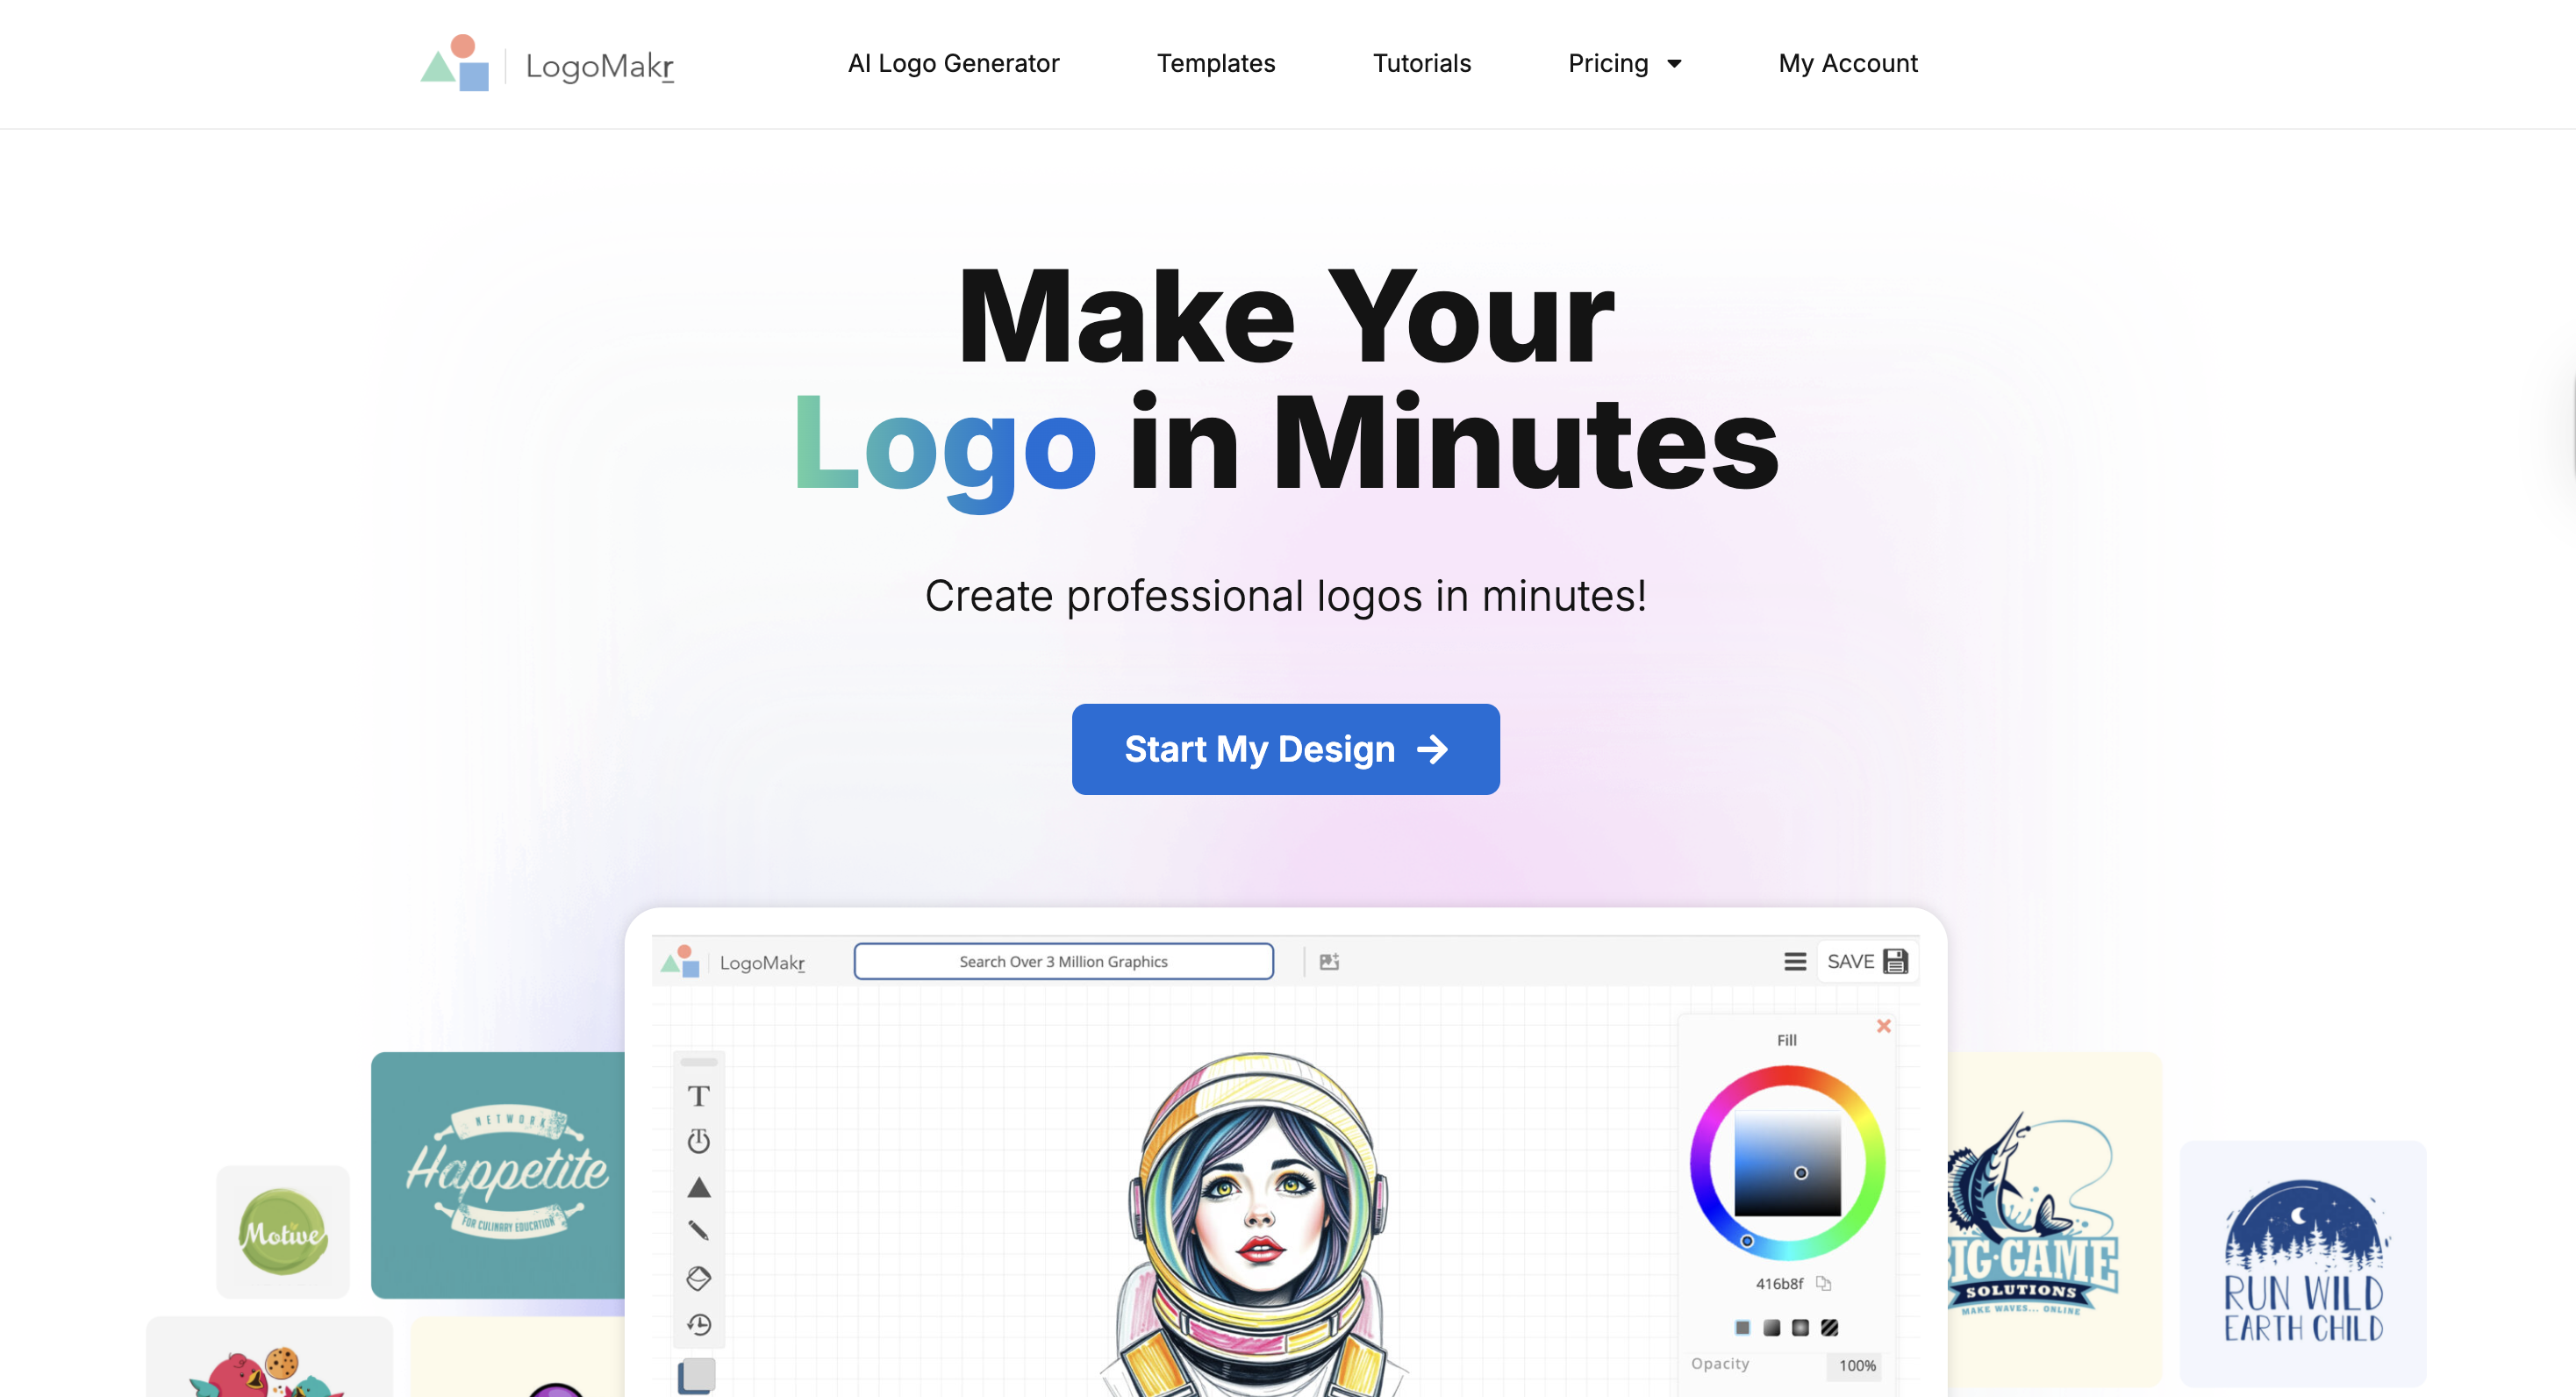 LogoMakr
AI Logo Generator
Templates
Tutorials
Pricing
My Account
Make Your
Logo in Minutes
Create professional logos in minutes!
Start My Design
LogoMakr
Search Over 3 Million Graphics
SAVE
T
T
Fill
416b8f
Opacity
100%
NETWORK
Happetite
FOR CULINARY EDUCATION
Motive
IG·GAME
SOLUTIONS
MAKE WAVES... ONLINE
RUN WILD
EARTH CHILD